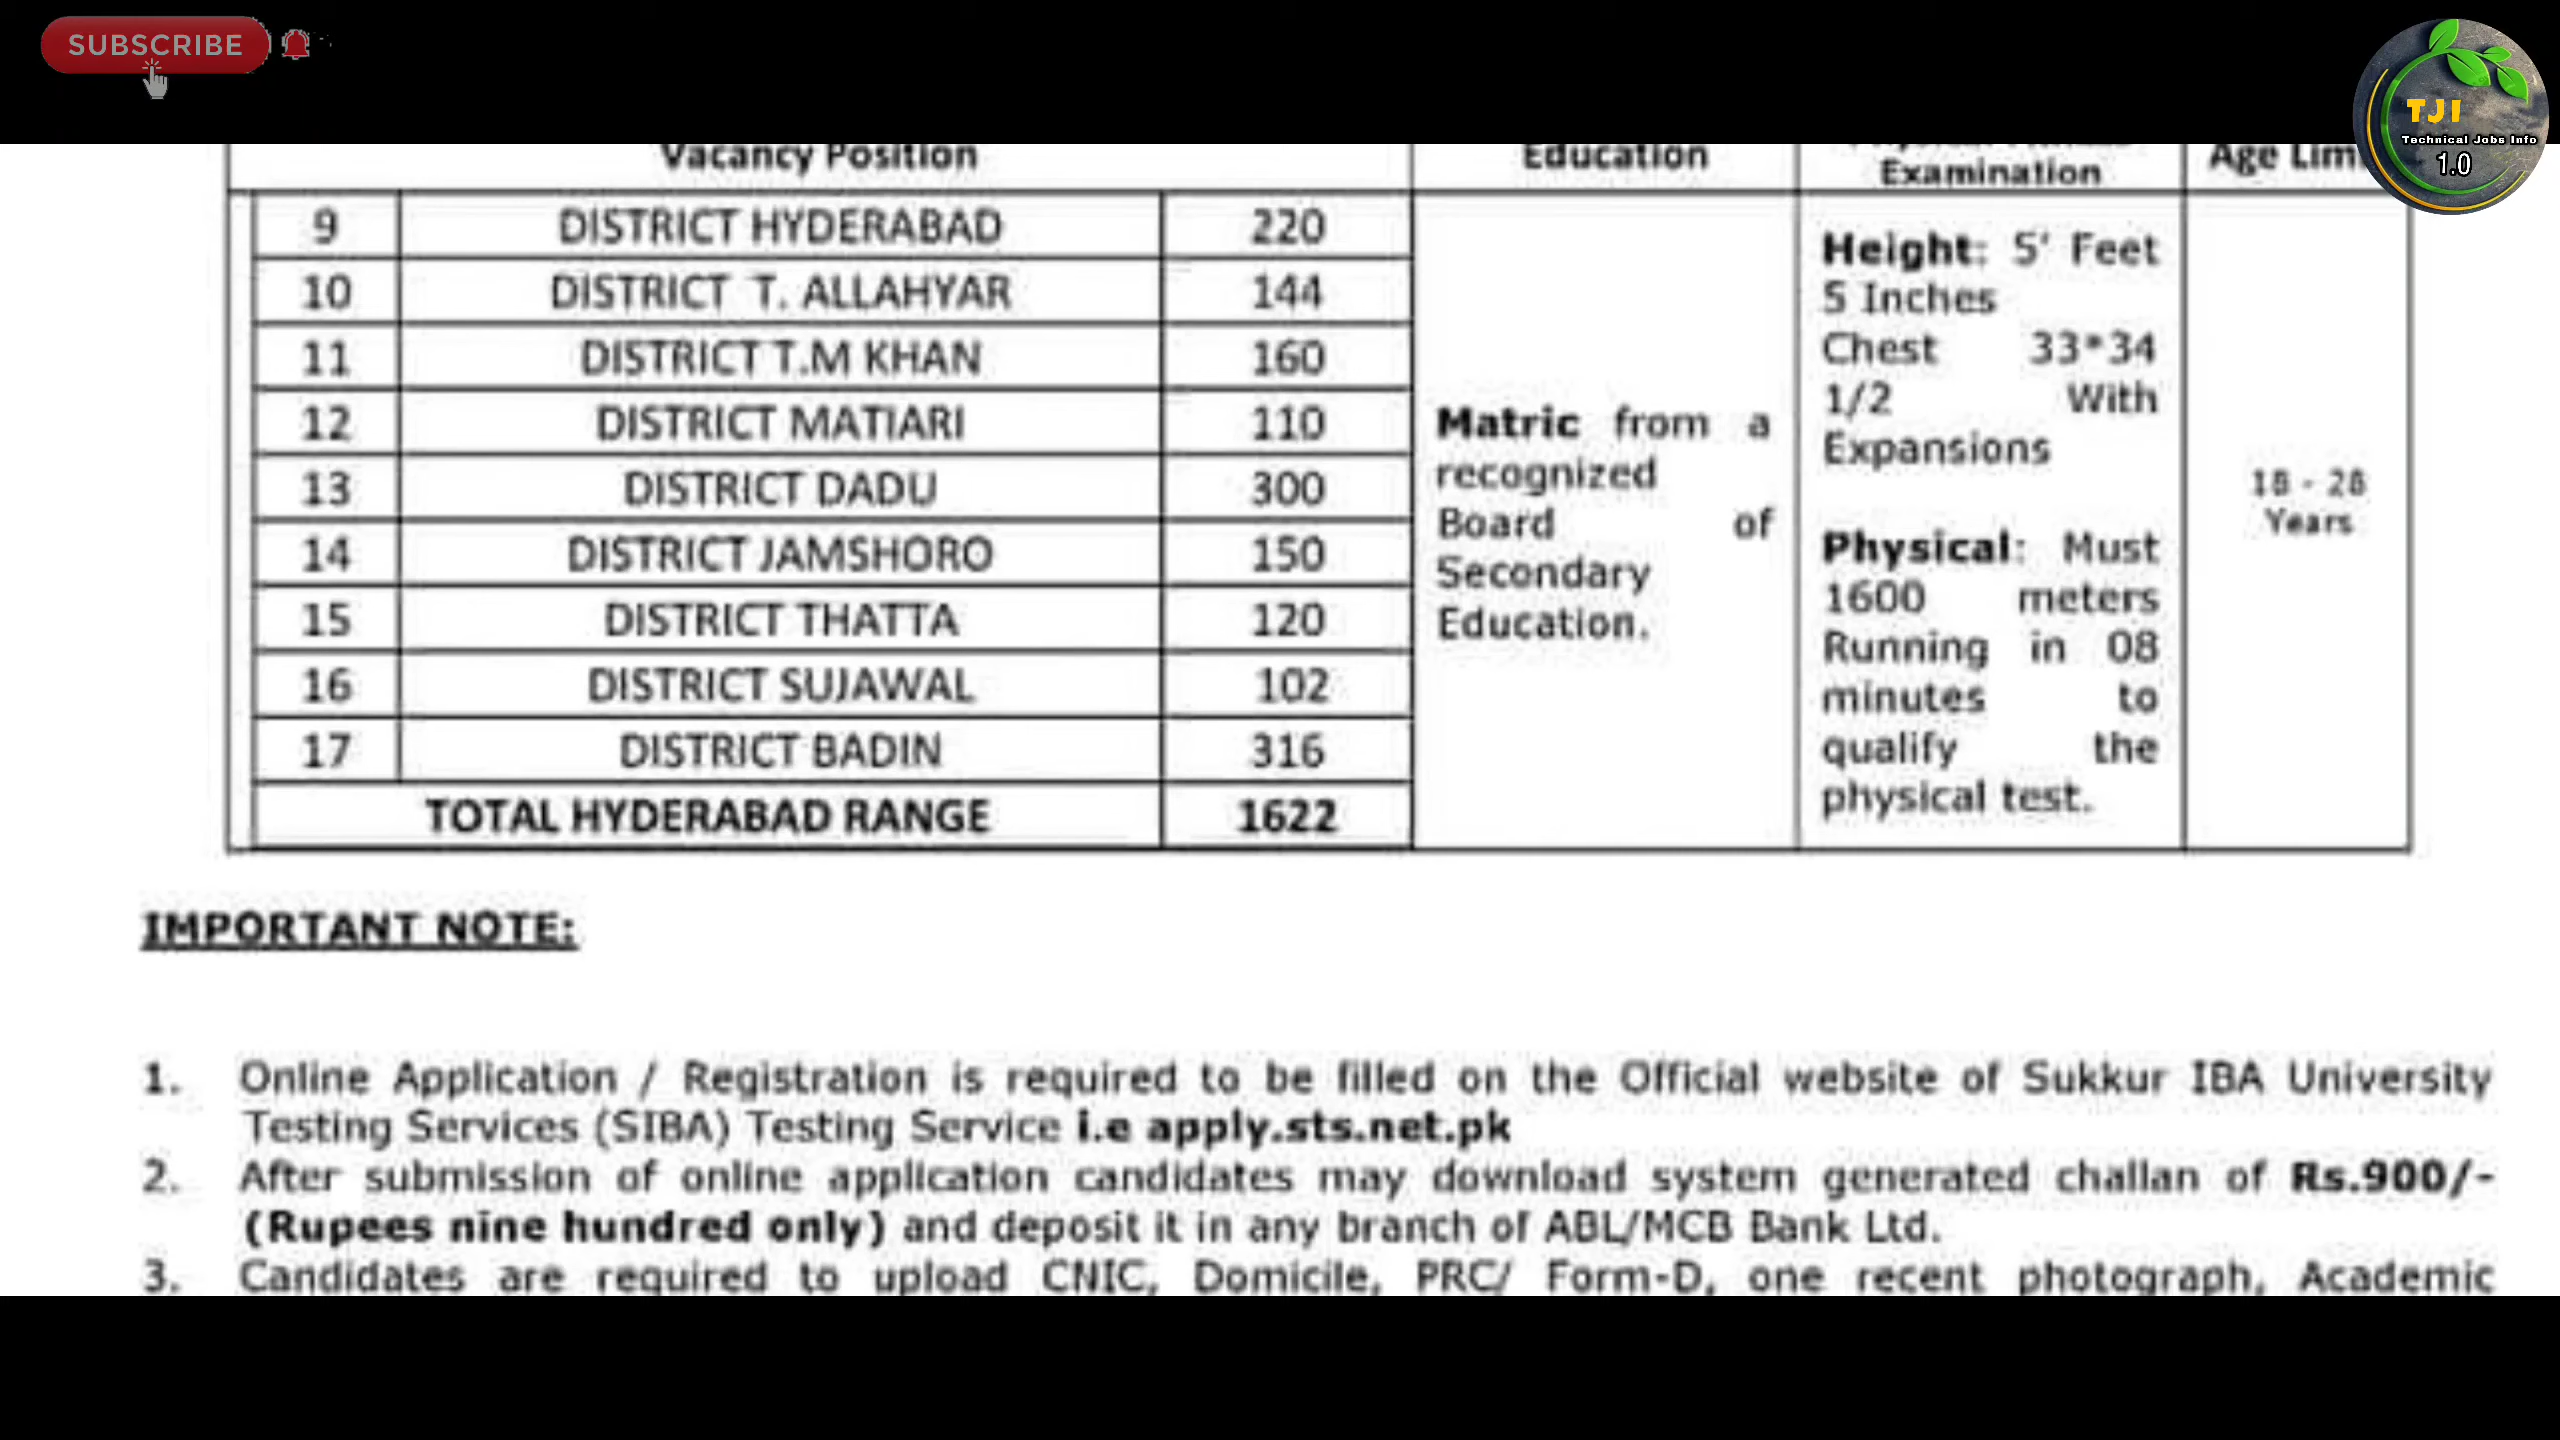 SUBSCRIBE
TJI
Technical Jobs Info
1.0
Vacancy Position Education Examination Age
9 DISTRICT HYDERABAD 220
10 DISTRICT T. ALLAHYAR 144
11 DISTRICT T.M KHAN 160
12 DISTRICT MATIARI 110
13 DISTRICT DADU 300
14 DISTRICT JAMSHORO 150
15 DISTRICT THATTA 120
16 DISTRICT SUJAWAL 102
17 DISTRICT BADIN 316
TOTAL HYDERABAD RANGE 1622
Matric from a
recognized
Board of
Secondary
Education.
Height: 5' Feet
5 Inches
Chest 33*34
1/2 With
Expansions
Physical: Must
1600 meters
Running in 08
minutes to
qualify the
physical test.
18 - 28
Years
IMPORTANT NOTE:
1. Online Application / Registration is required to be filled on the Official website of Sukkur IBA University
Testing Services (SIBA) Testing Service i.e apply.sts.net.pk
2. After submission of online application candidates may download system generated challan of Rs.900/-
(Rupees nine hundred only) and deposit it in any branch of ABL/MCB Bank Ltd.
3. Candidates are required to upload CNIC, Domicile, PRC/ Form-D, one recent photograph, Academic